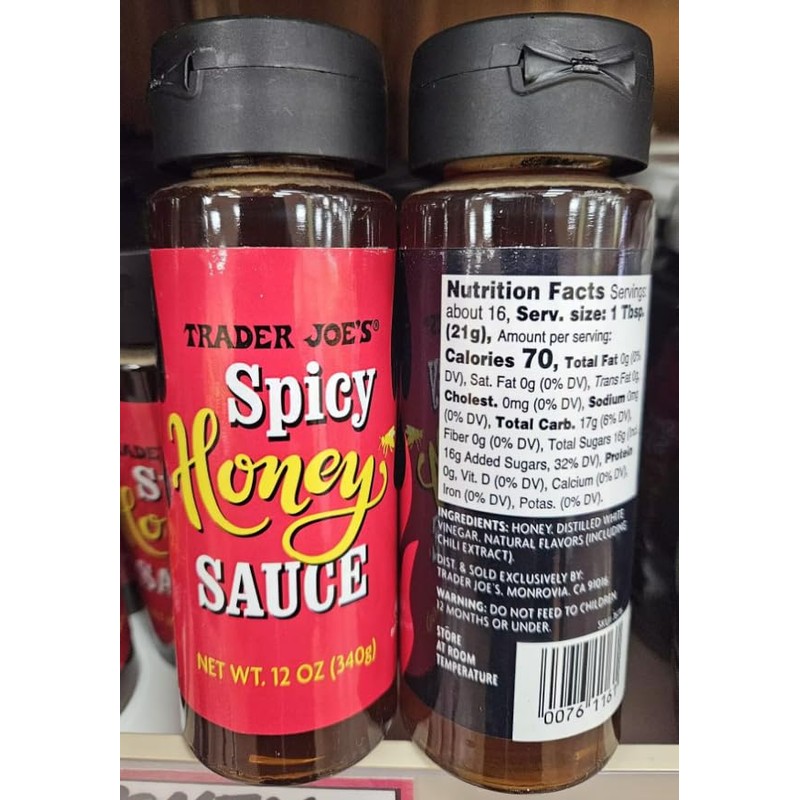 TRADER JOE'S®
Spicy
Honey
SAUCE
NET WT. 12 OZ (340g)
Nutrition Facts Servings:
about 16, Serv. size: 1 Tbsp.
(21g), Amount per serving:
Calories 70, Total Fat 0g (0%
DV), Sat. Fat 0g (0% DV), Trans Fat 0g,
Cholest. 0mg (0% DV), Sodium 0mg
(0% DV), Total Carb. 17g (6% DV),
Fiber 0g (0% DV), Total Sugars 16g (Incl.
16g Added Sugars, 32% DV), Protein
0g, Vit. D (0% DV), Calcium (0% DV),
Iron (0% DV), Potas. (0% DV).
INGREDIENTS: HONEY, DISTILLED WHITE
VINEGAR, NATURAL FLAVORS (INCLUDING
CHILI EXTRACT).
DIST. & SOLD EXCLUSIVELY BY:
TRADER JOE'S, MONROVIA, CA 91016
WARNING: DO NOT FEED TO CHILDREN
12 MONTHS OR UNDER.
SKU#
STORE
AT ROOM
TEMPERATURE
0076 116